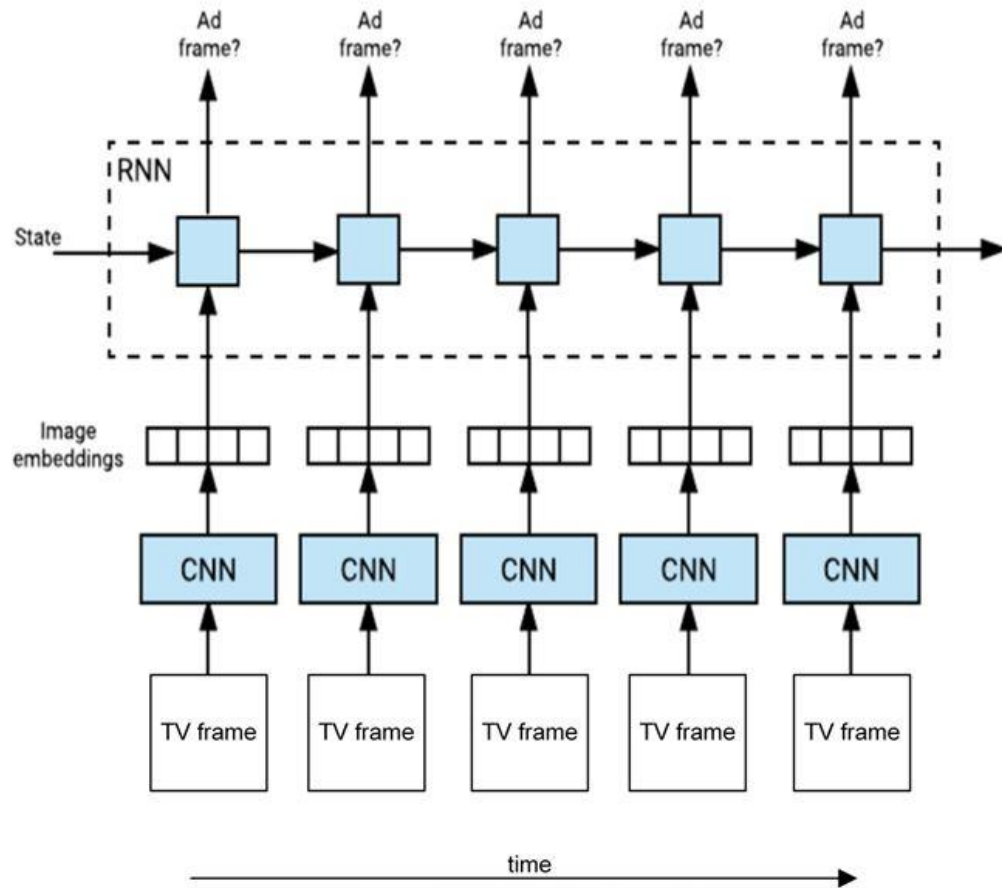 Ad Ad Ad Ad Ad
frame? frame? frame? frame? frame?
RNN
State
Image
embeddings
CNN CNN CNN CNN CNN
TV frame TV frame TV frame TV frame TV frame
time